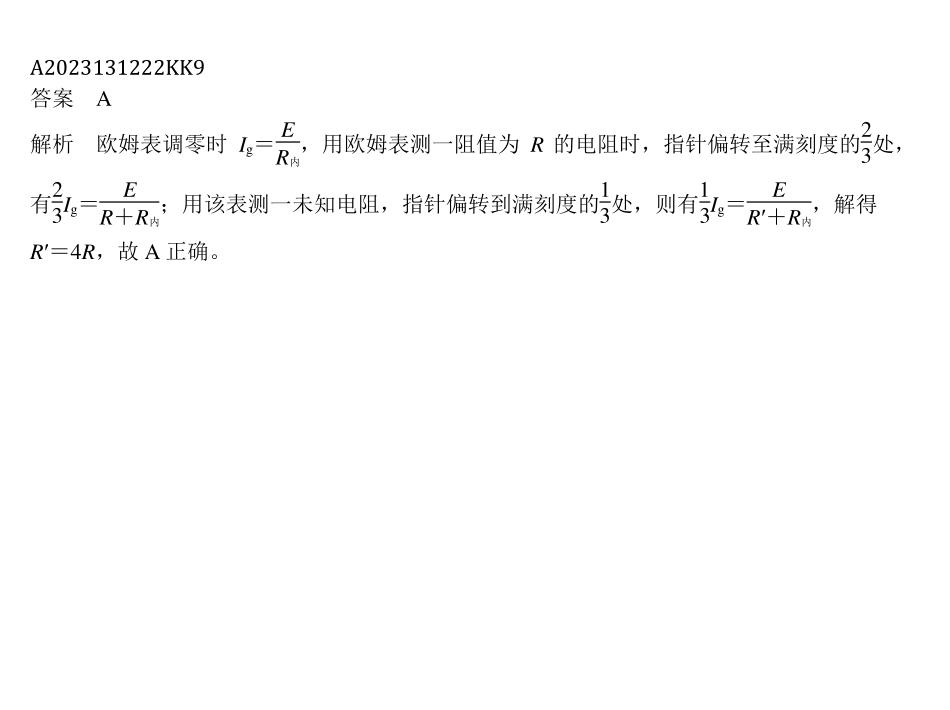 A2023131222KK9
答案 A
解析 欧姆表调零时 I_g=\frac{E}{R_内}，用欧姆表测一阻值为 R 的电阻时，指针偏转至满刻度的\frac{2}{3}处，
有\frac{2}{3}I_g=\frac{E}{R+R_内}；用该表测一未知电阻，指针偏转到满刻度的\frac{1}{3}处，则有\frac{1}{3}I_g=\frac{E}{R′+R_内}，解得
R′=4R，故 A 正确。